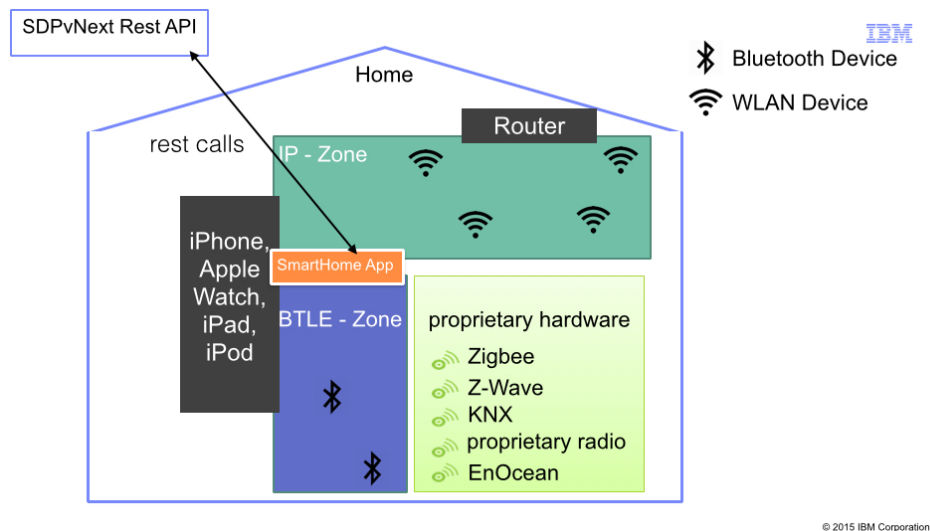 SDPvNext Rest API
IBM
Bluetooth Device
WLAN Device
Home
Router
rest calls
IP - Zone
iPhone,
Apple
Watch,
iPad,
iPod
SmartHome App
BTLE - Zone
proprietary hardware
Zigbee
Z-Wave
KNX
proprietary radio
EnOcean
© 2015 IBM Corporation